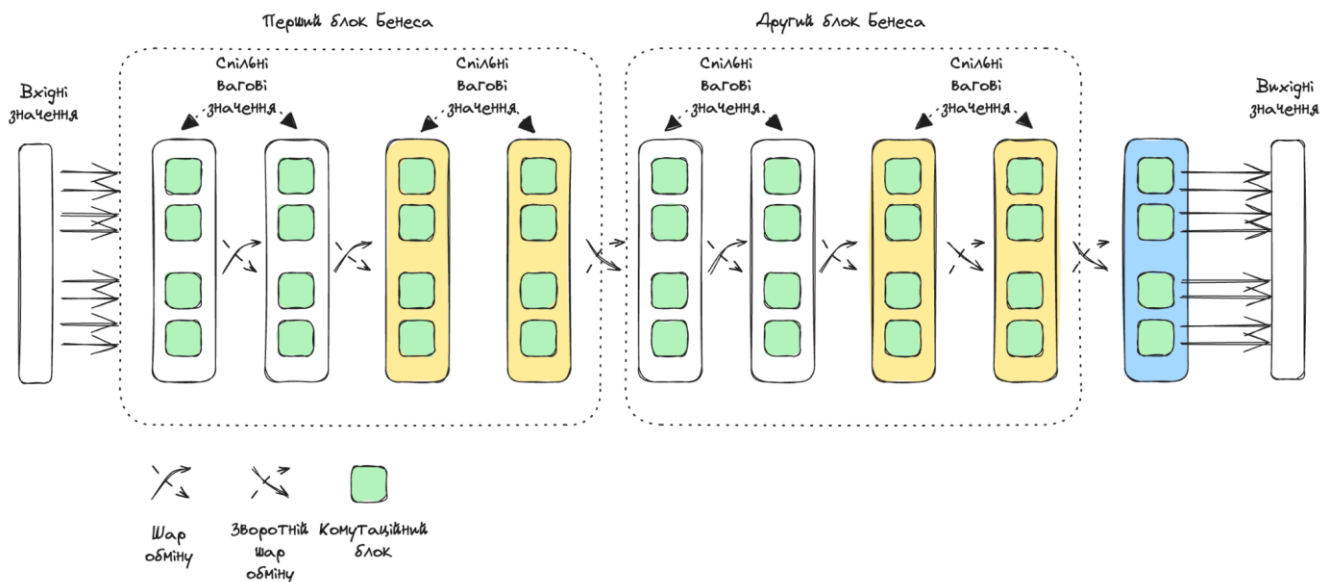 Перший блок Бенеса
Другий блок Бенеса
Вхідні
значення
Спільні
вагові
значення
Спільні
вагові
значення
Спільні
вагові
значення
Спільні
вагові
значення
Вихідні
значення
Шар
обміну
Зворотній
шар
обміну
Комутаційний
блок